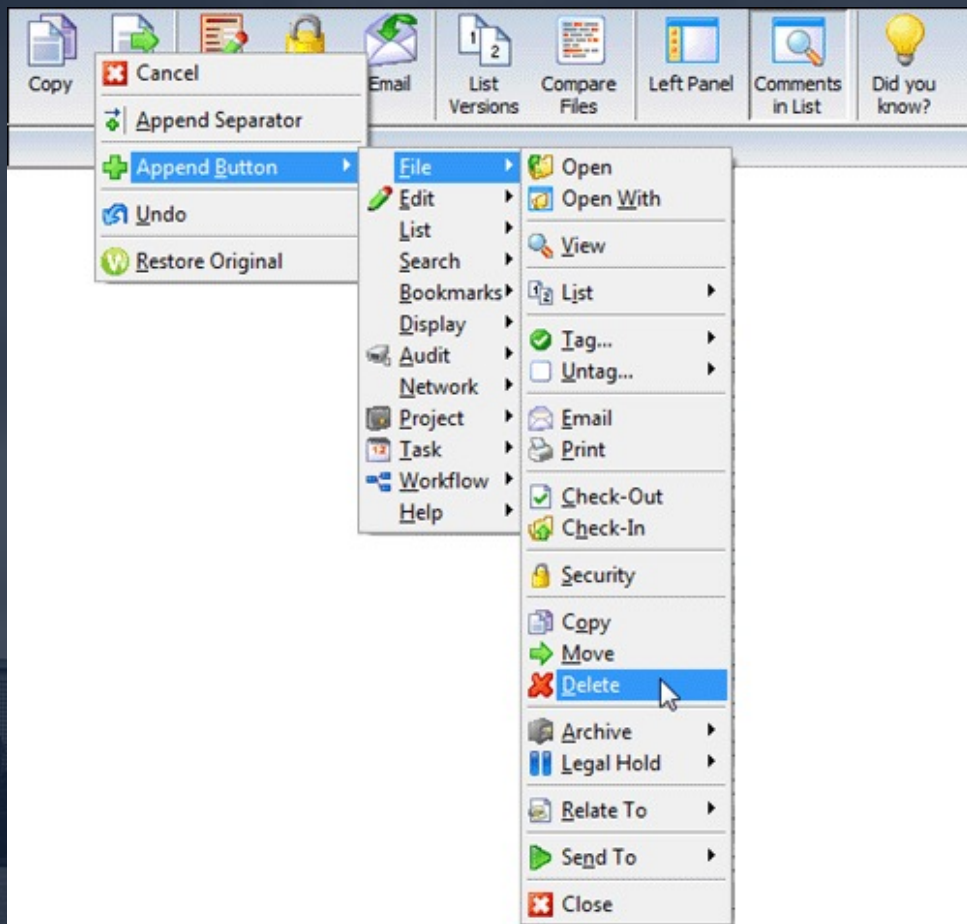 Copy
Email
List
Versions
Compare
Files
Left Panel
Comments
in List
Did you
know?
1
2
Cancel
Append Separator
Append Button
Undo
Restore Original
File
Edit
List
Search
Bookmarks
Display
Audit
Network
Project
Task
Workflow
Help
Open
Open With
View
List
Tag...
Untag...
Email
Print
Check-Out
Check-In
Security
Copy
Move
Delete
Archive
Legal Hold
Relate To
Send To
Close